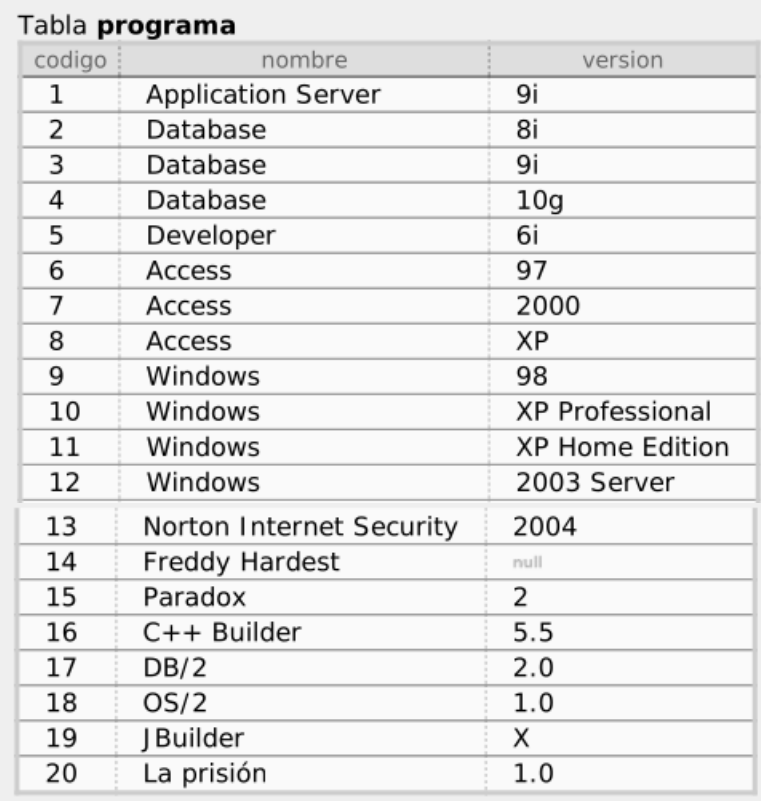 Tabla programa
codigo nombre version
1 Application Server 9i
2 Database 8i
3 Database 9i
4 Database 10g
5 Developer 6i
6 Access 97
7 Access 2000
8 Access XP
9 Windows 98
10 Windows XP Professional
11 Windows XP Home Edition
12 Windows 2003 Server
13 Norton Internet Security 2004
14 Freddy Hardest null
15 Paradox 2
16 C++ Builder 5.5
17 DB/2 2.0
18 OS/2 1.0
19 JBuilder X
20 La prisión 1.0